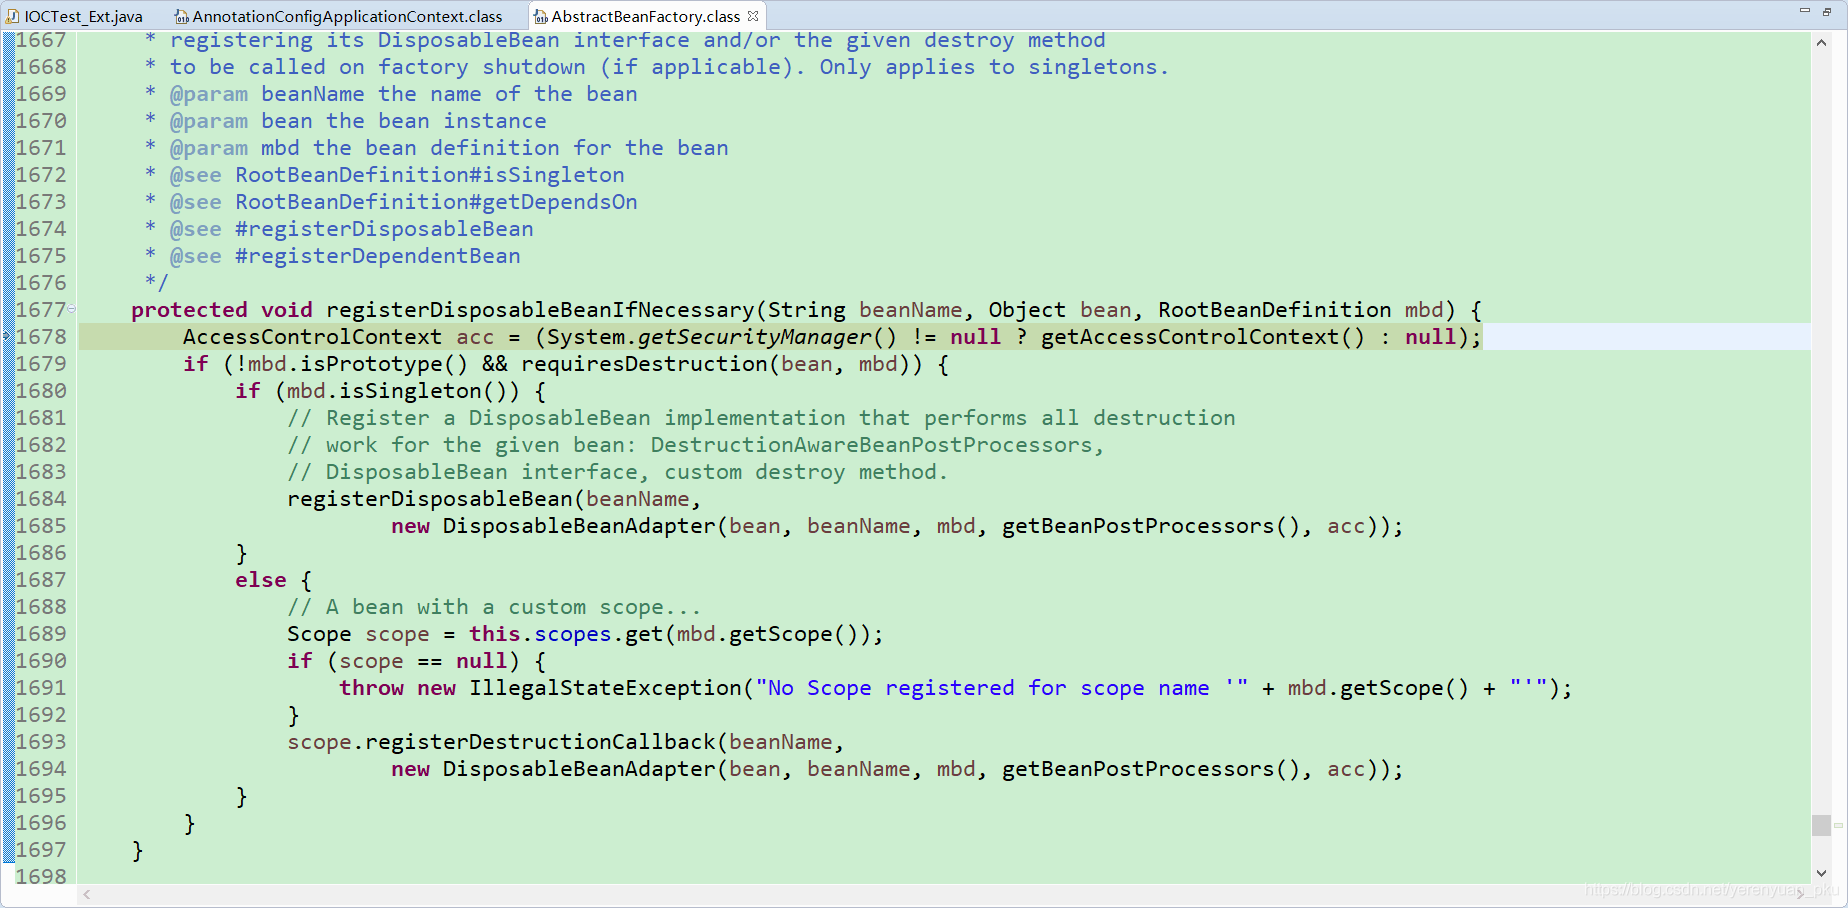 IOCTest_Ext.java AnnotationConfigApplicationContext.class AbstractBeanFactory.class
1667 * registering its DisposableBean interface and/or the given destroy method
1668 * to be called on factory shutdown (if applicable). Only applies to singletons.
1669 * @param beanName the name of the bean
1670 * @param bean the bean instance
1671 * @param mbd the bean definition for the bean
1672 * @see RootBeanDefinition#isSingleton
1673 * @see RootBeanDefinition#getDependsOn
1674 * @see #registerDisposableBean
1675 * @see #registerDependentBean
1676 */
1677 protected void registerDisposableBeanIfNecessary(String beanName, Object bean, RootBeanDefinition mbd) {
1678 AccessControlContext acc = (System.getSecurityManager() != null ? getAccessControlContext() : null);
1679 if (!mbd.isPrototype() && requiresDestruction(bean, mbd)) {
1680 if (mbd.isSingleton()) {
1681 // Register a DisposableBean implementation that performs all destruction
1682 // work for the given bean: DestructionAwareBeanPostProcessors,
1683 // DisposableBean interface, custom destroy method.
1684 registerDisposableBean(beanName,
1685 new DisposableBeanAdapter(bean, beanName, mbd, getBeanPostProcessors(), acc));
1686 }
1687 else {
1688 // A bean with a custom scope...
1689 Scope scope = this.scopes.get(mbd.getScope());
1690 if (scope == null) {
1691 throw new IllegalStateException("No Scope registered for scope name '" + mbd.getScope() + "'");
1692 }
1693 scope.registerDestructionCallback(beanName,
1694 new DisposableBeanAdapter(bean, beanName, mbd, getBeanPostProcessors(), acc));
1695 }
1696 }
1697 }
1698
https://blog.csdn.net/yerenyuan_pku